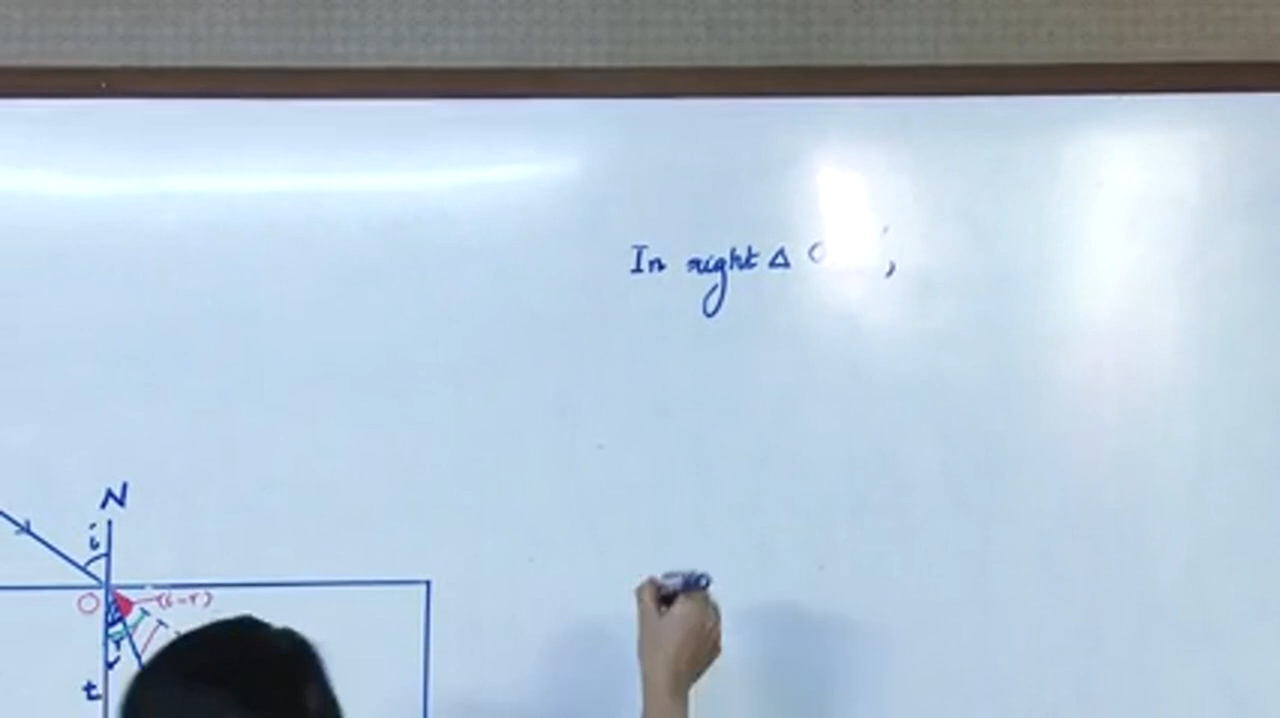 In right Δ O ,
N
i
O (i-r)
r
t